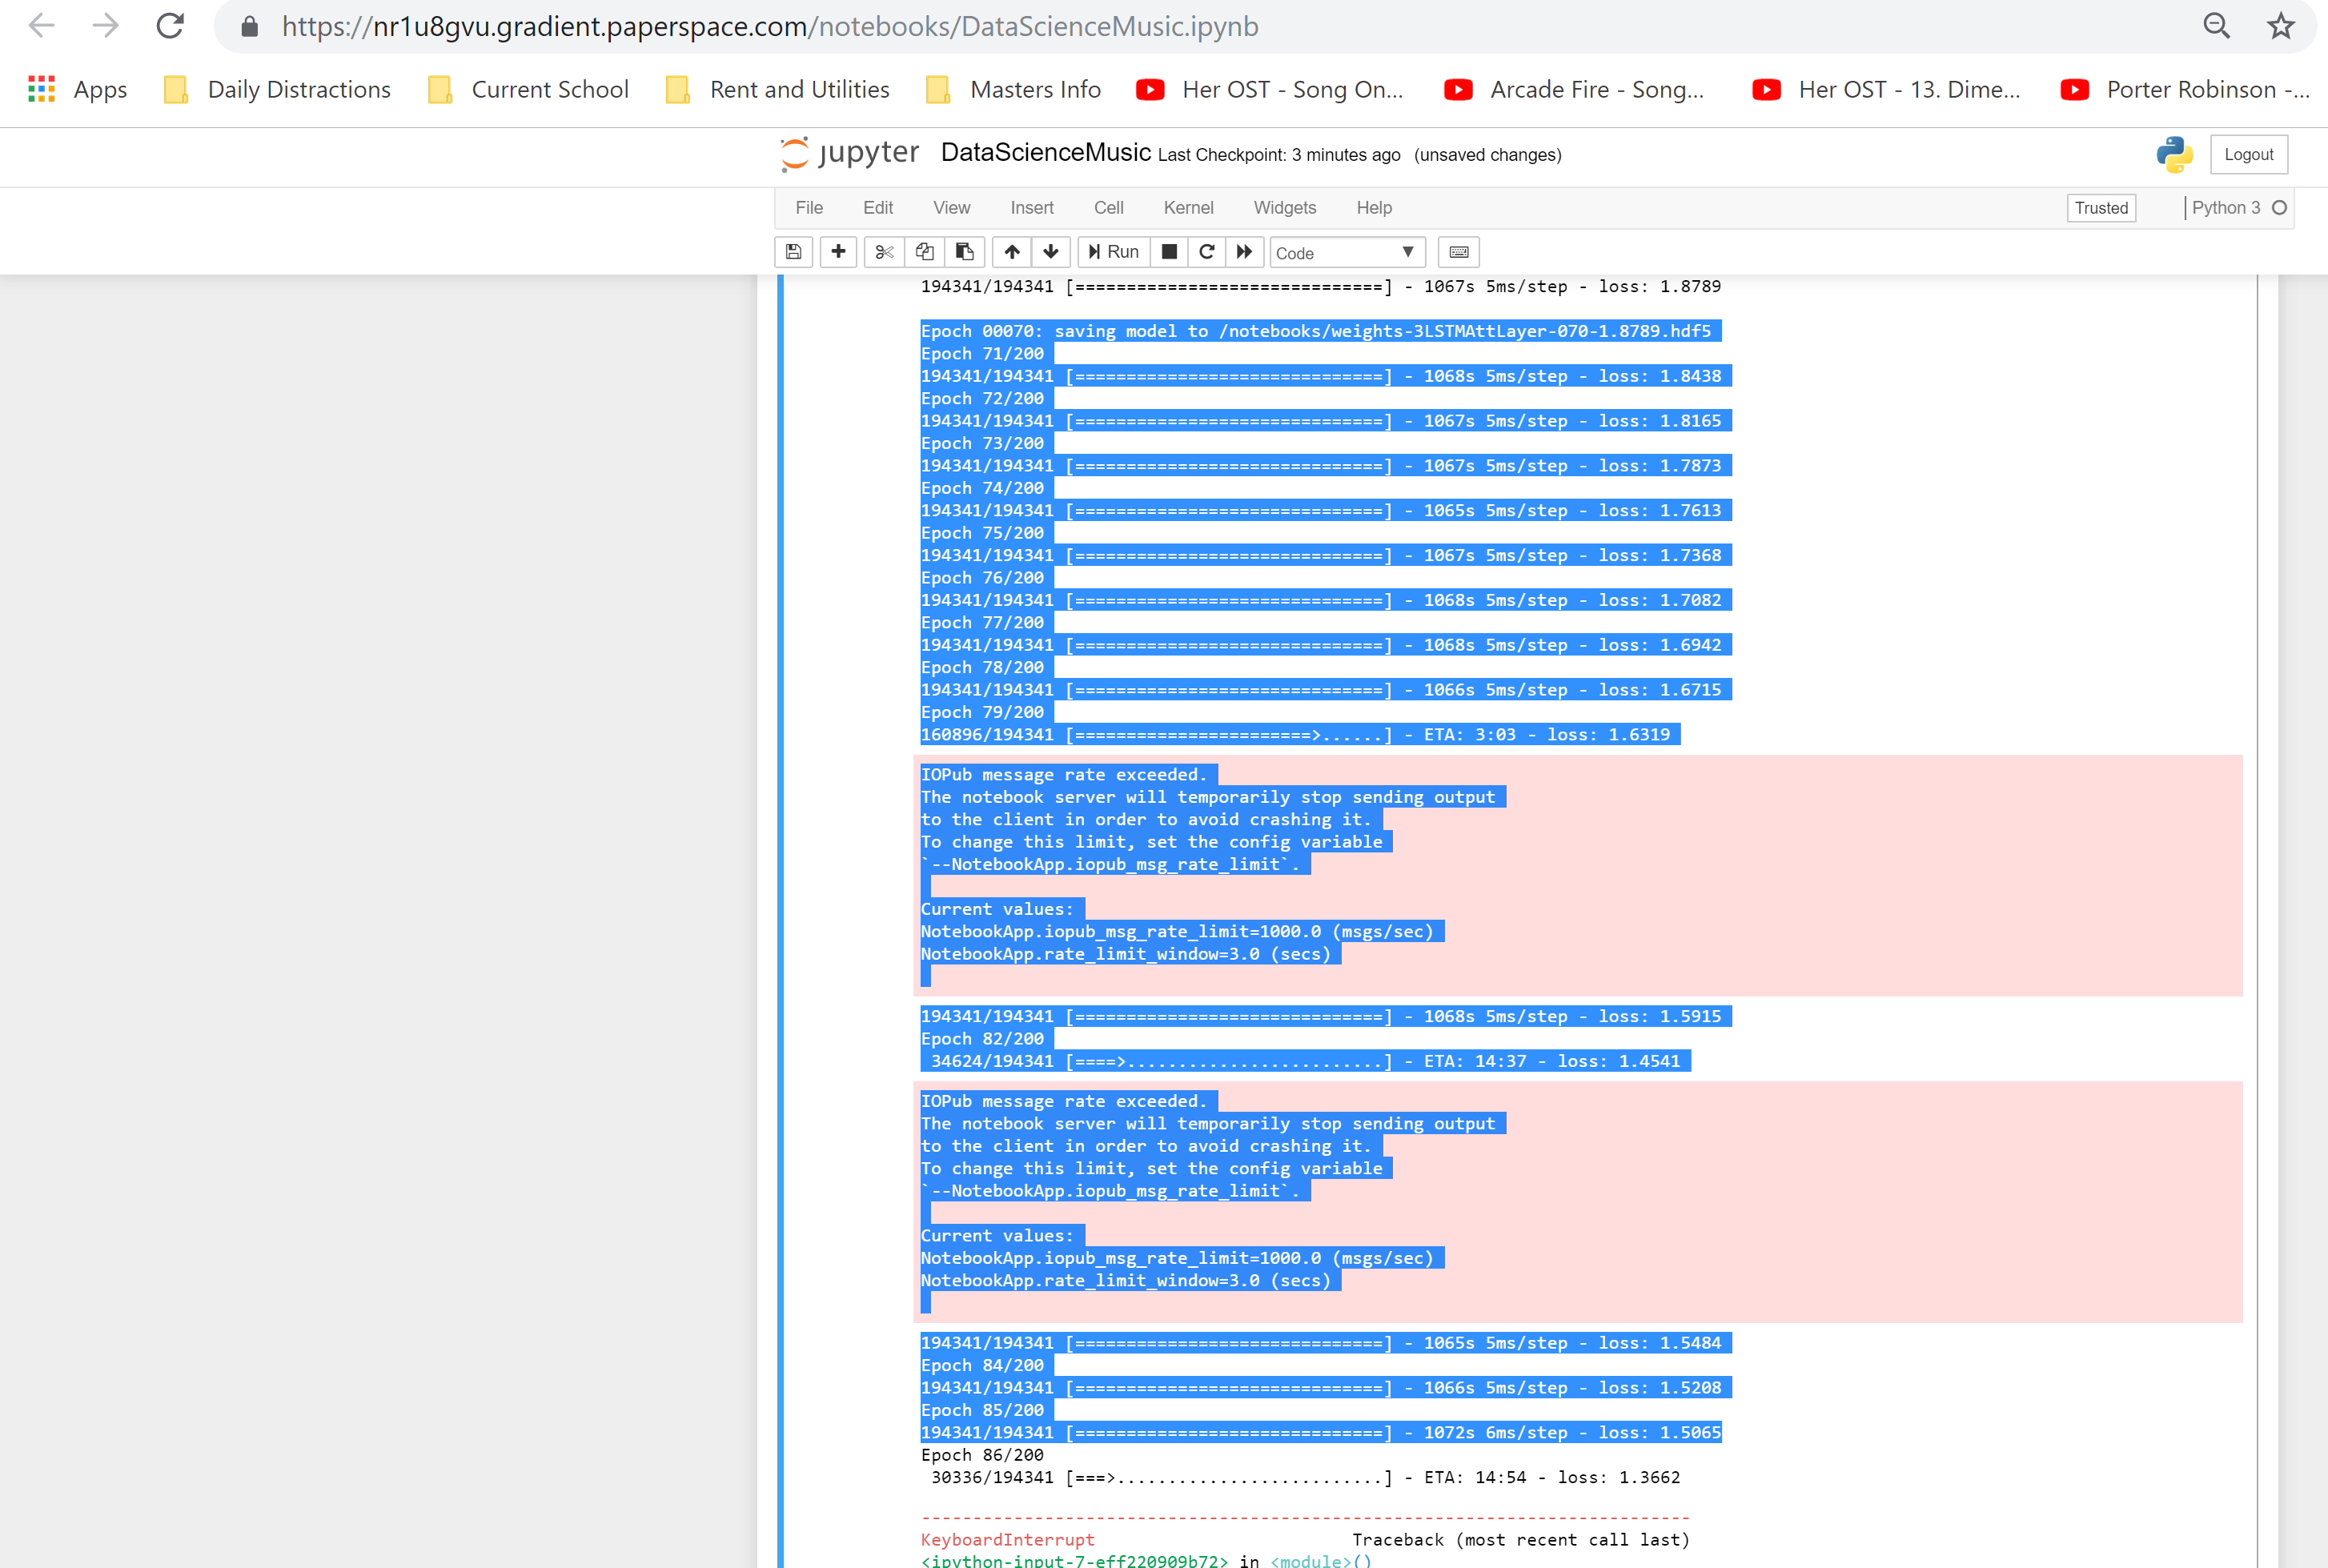 https://nr1u8gvu.gradient.paperspace.com/notebooks/DataScienceMusic.ipynb
Apps Daily Distractions Current School Rent and Utilities Masters Info Her OST - Song On... Arcade Fire - Song... Her OST - 13. Dime... Porter Robinson -...
jupyter DataScienceMusic Last Checkpoint: 3 minutes ago (unsaved changes) Logout
File Edit View Insert Cell Kernel Widgets Help Trusted Python 3
Run Code
194341/194341 [==============================] - 1067s 5ms/step - loss: 1.8789
Epoch 00070: saving model to /notebooks/weights-3LSTMAttLayer-070-1.8789.hdf5
Epoch 71/200
194341/194341 [==============================] - 1068s 5ms/step - loss: 1.8438
Epoch 72/200
194341/194341 [==============================] - 1067s 5ms/step - loss: 1.8165
Epoch 73/200
194341/194341 [==============================] - 1067s 5ms/step - loss: 1.7873
Epoch 74/200
194341/194341 [==============================] - 1065s 5ms/step - loss: 1.7613
Epoch 75/200
194341/194341 [==============================] - 1067s 5ms/step - loss: 1.7368
Epoch 76/200
194341/194341 [==============================] - 1068s 5ms/step - loss: 1.7082
Epoch 77/200
194341/194341 [==============================] - 1068s 5ms/step - loss: 1.6942
Epoch 78/200
194341/194341 [==============================] - 1066s 5ms/step - loss: 1.6715
Epoch 79/200
160896/194341 [=======================>......] - ETA: 3:03 - loss: 1.6319
IOPub message rate exceeded.
The notebook server will temporarily stop sending output
to the client in order to avoid crashing it.
To change this limit, set the config variable
`--NotebookApp.iopub_msg_rate_limit`.
Current values:
NotebookApp.iopub_msg_rate_limit=1000.0 (msgs/sec)
NotebookApp.rate_limit_window=3.0 (secs)
194341/194341 [==============================] - 1068s 5ms/step - loss: 1.5915
Epoch 82/200
34624/194341 [====>.........................] - ETA: 14:37 - loss: 1.4541
IOPub message rate exceeded.
The notebook server will temporarily stop sending output
to the client in order to avoid crashing it.
To change this limit, set the config variable
`--NotebookApp.iopub_msg_rate_limit`.
Current values:
NotebookApp.iopub_msg_rate_limit=1000.0 (msgs/sec)
NotebookApp.rate_limit_window=3.0 (secs)
194341/194341 [==============================] - 1065s 5ms/step - loss: 1.5484
Epoch 84/200
194341/194341 [==============================] - 1066s 5ms/step - loss: 1.5208
Epoch 85/200
194341/194341 [==============================] - 1072s 6ms/step - loss: 1.5065
Epoch 86/200
30336/194341 [===>..........................] - ETA: 14:54 - loss: 1.3662
---------------------------------------------------------------------------
KeyboardInterrupt Traceback (most recent call last)
<ipython-input-7-eff220909b72> in <module>()